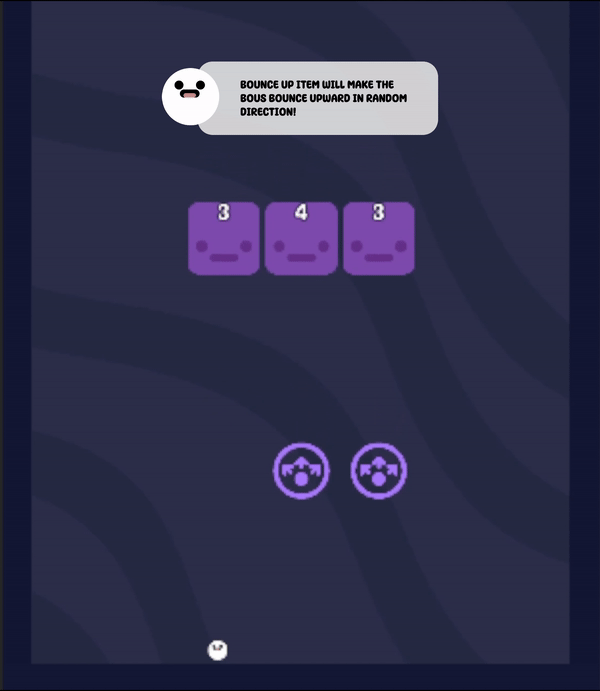 BOUNCE UP ITEM WILL MAKE THE
BOUS BOUNCE UPWARD IN RANDOM
DIRECTION!
3 4 3